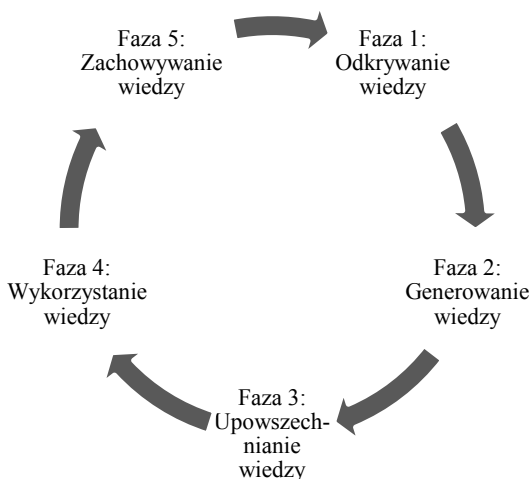 Faza 1:
Odkrywanie
wiedzy
Faza 2:
Generowanie
wiedzy
Faza 3:
Upowszech-
nianie
wiedzy
Faza 4:
Wykorzystanie
wiedzy
Faza 5:
Zachowywanie
wiedzy